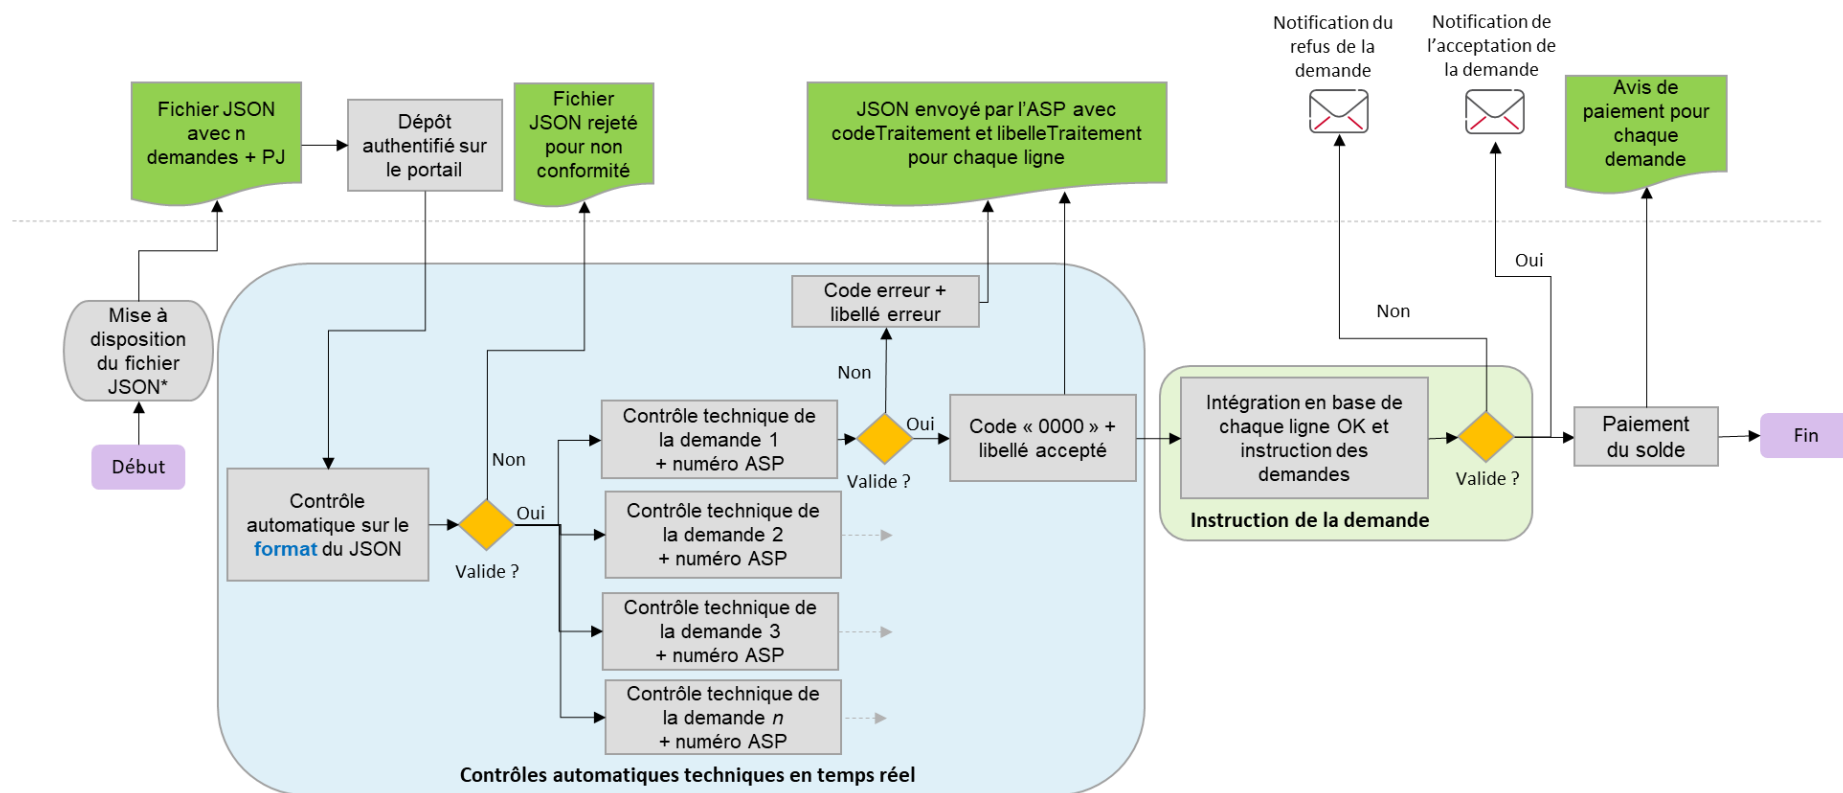 Notification du
refus de la
demande
Notification de
l’acceptation de
la demande
Fichier JSON
avec n
demandes + PJ
Dépôt
authentifié sur
le portail
Fichier
JSON rejeté
pour non
conformité
JSON envoyé par l’ASP avec
codeTraitement et libelleTraitement
pour chaque ligne
Avis de
paiement pour
chaque
demande
Mise à
disposition
du fichier
JSON*
Début
Contrôle
automatique sur le
format du JSON
Valide ?
Non
Oui
Contrôle technique de
la demande 1
+ numéro ASP
Contrôle technique de
la demande 2
+ numéro ASP
Contrôle technique de
la demande 3
+ numéro ASP
Contrôle technique de
la demande n
+ numéro ASP
Code erreur +
libellé erreur
Non
Oui
Valide ?
Code « 0000 » +
libellé accepté
Contrôles automatiques techniques en temps réel
Intégration en base de
chaque ligne OK et
instruction des
demandes
Instruction de la demande
Non
Oui
Valide ?
Paiement
du solde
Fin